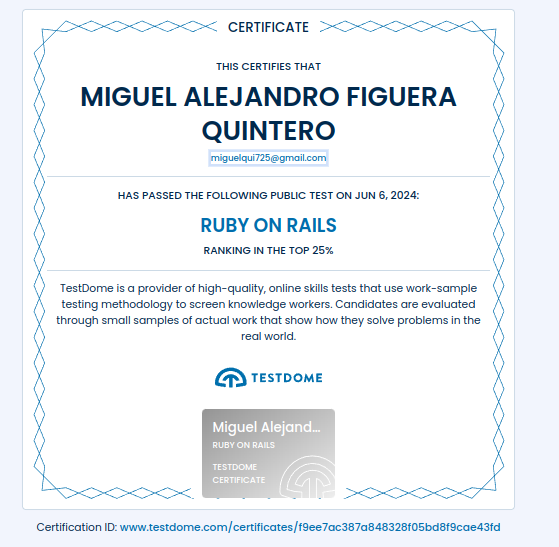 CERTIFICATE
THIS CERTIFIES THAT
MIGUEL ALEJANDRO FIGUERA
QUINTERO
miguelqui725@gmail.com
HAS PASSED THE FOLLOWING PUBLIC TEST ON JUN 6, 2024:
RUBY ON RAILS
RANKING IN THE TOP 25%
TestDome is a provider of high-quality, online skills tests that use work-sample
testing methodology to screen knowledge workers. Candidates are evaluated
through small samples of actual work that show how they solve problems in the
real world.
TESTDOME
Miguel Alejand...
RUBY ON RAILS
TESTDOME
CERTIFICATE
Certification ID: www.testdome.com/certificates/f9ee7ac387a848328f05bd8f9cae43fd